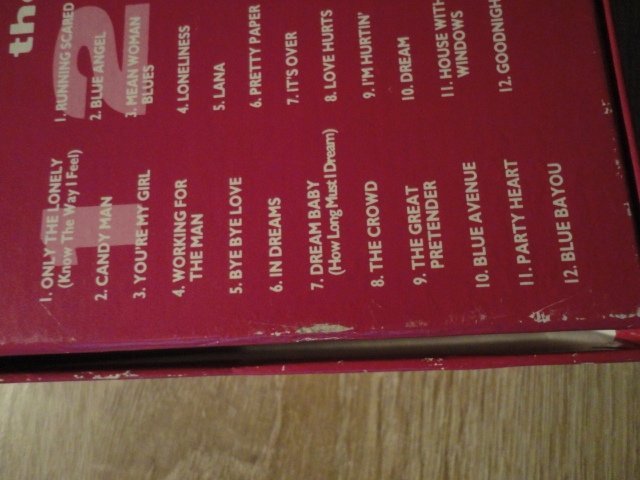 the
1
1. ONLY THE LONELY
(Know The Way I Feel)
2. CANDY MAN
3. YOU'RE MY GIRL
4. WORKING FOR
THE MAN
5. BYE BYE LOVE
6. IN DREAMS
7. DREAM BABY
(How Long Must I Dream)
8. THE CROWD
9. THE GREAT
PRETENDER
10. BLUE AVENUE
11. PARTY HEART
12. BLUE BAYOU
2
1. RUNNING SCARED
2. BLUE ANGEL
3. MEAN WOMAN
BLUES
4. LONELINESS
5. LANA
6. PRETTY PAPER
7. IT'S OVER
8. LOVE HURTS
9. I'M HURTIN'
10. DREAM
11. HOUSE WITH
WINDOWS
12. GOODNIGH